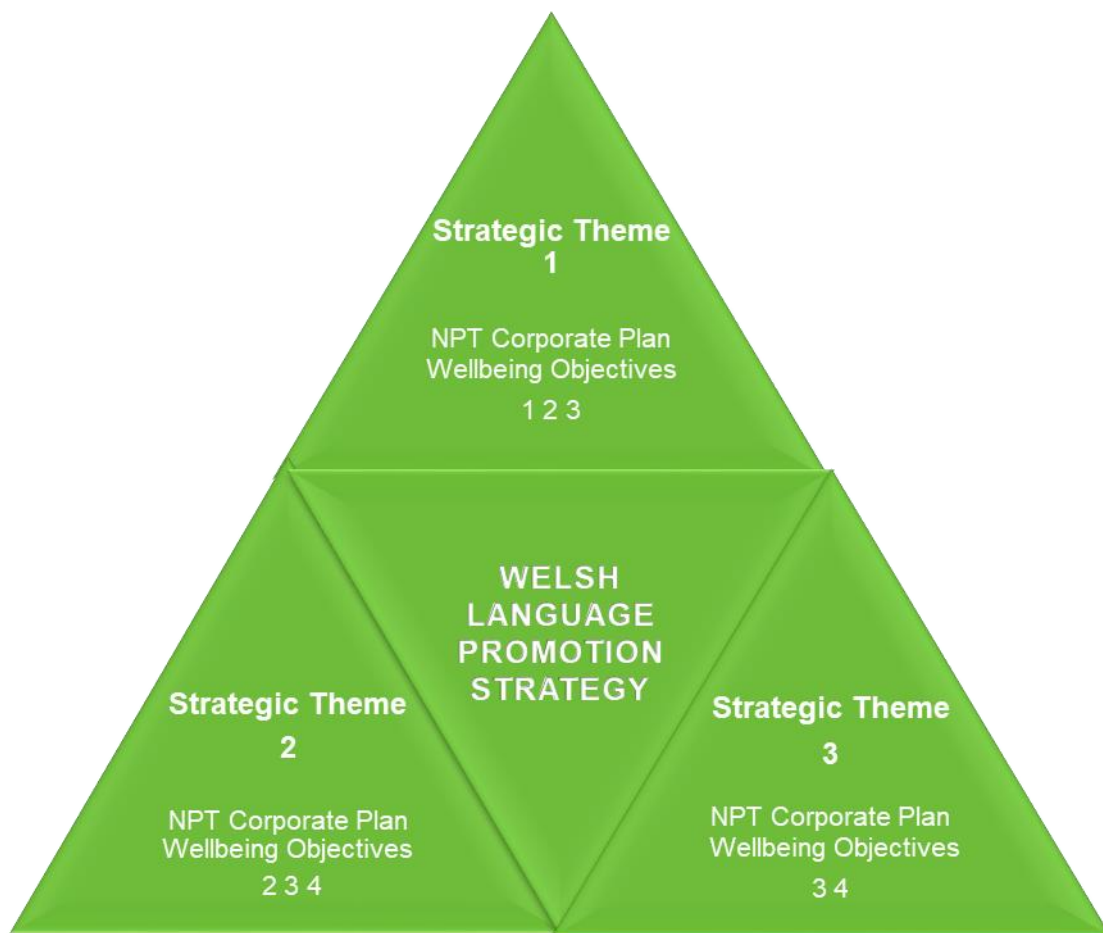 Strategic Theme
1
NPT Corporate Plan
Wellbeing Objectives
1 2 3
WELSH
LANGUAGE
PROMOTION
STRATEGY
Strategic Theme
2
NPT Corporate Plan
Wellbeing Objectives
2 3 4
Strategic Theme
3
NPT Corporate Plan
Wellbeing Objectives
3 4